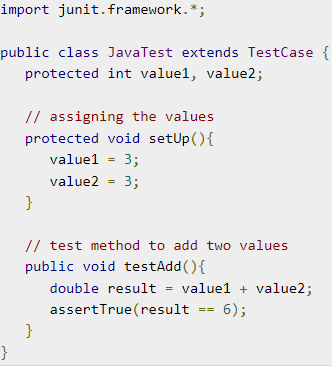 import junit.framework.*;
public class JavaTest extends TestCase {
   protected int value1, value2;
   // assigning the values
   protected void setUp(){
      value1 = 3;
      value2 = 3;
   }
   // test method to add two values
   public void testAdd(){
      double result = value1 + value2;
      assertTrue(result == 6);
   }
}